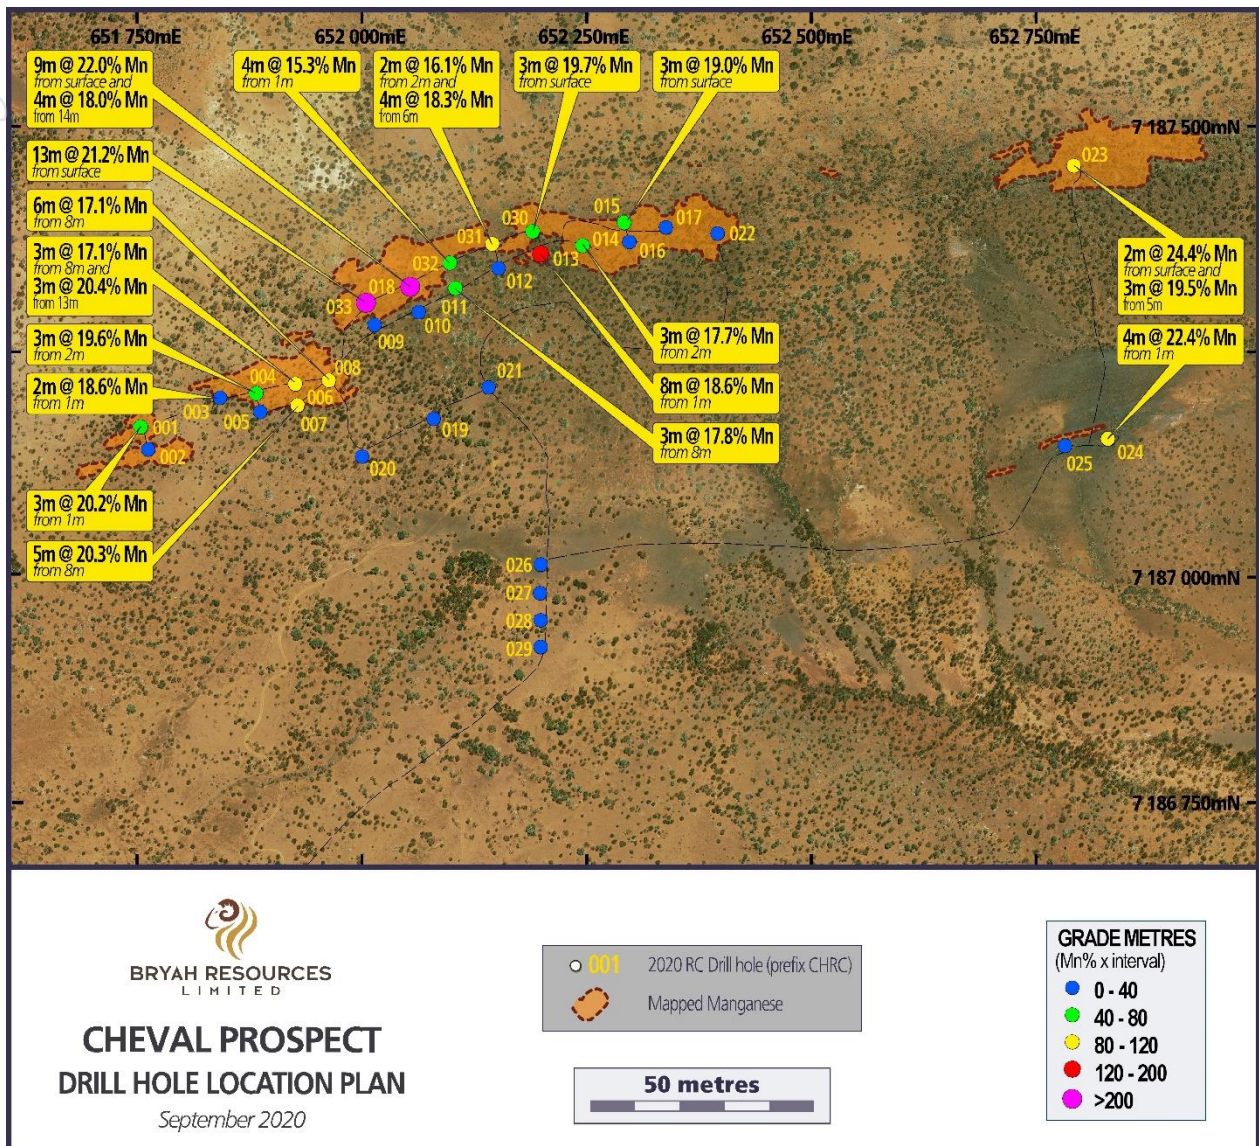 651 750mE
652 000mE
652 250mE
652 500mE
652 750mE
9m @ 22.0% Mn
from surface and
4m @ 18.0% Mn
from 14m
4m @ 15.3% Mn
from 1m
2m @ 16.1% Mn
from 2m and
4m @ 18.3% Mn
from 6m
3m @ 19.7% Mn
from surface
3m @ 19.0% Mn
from surface
7 187 500mN
13m @ 21.2% Mn
from surface
6m @ 17.1% Mn
from 8m
3m @ 17.1% Mn
from 8m and
3m @ 20.4% Mn
from 13m
3m @ 19.6% Mn
from 2m
2m @ 18.6% Mn
from 1m
3m @ 20.2% Mn
from 1m
5m @ 20.3% Mn
from 8m
023
015
017
030
031
014
016
022
013
032
012
018
011
033
010
009
2m @ 24.4% Mn
from surface and
3m @ 19.5% Mn
from 5m
3m @ 17.7% Mn
from 2m
8m @ 18.6% Mn
from 1m
3m @ 17.8% Mn
from 8m
4m @ 22.4% Mn
from 1m
008
004
006
003
005
007
001
002
021
019
020
024
025
026
027
028
029
7 187 000mN
7 186 750mN
BRYAH RESOURCES
LIMITED
CHEVAL PROSPECT
DRILL HOLE LOCATION PLAN
September 2020
001 2020 RC Drill hole (prefix CHRC)
Mapped Manganese
50 metres
GRADE METRES
(Mn% x interval)
0 - 40
40 - 80
80 - 120
120 - 200
>200